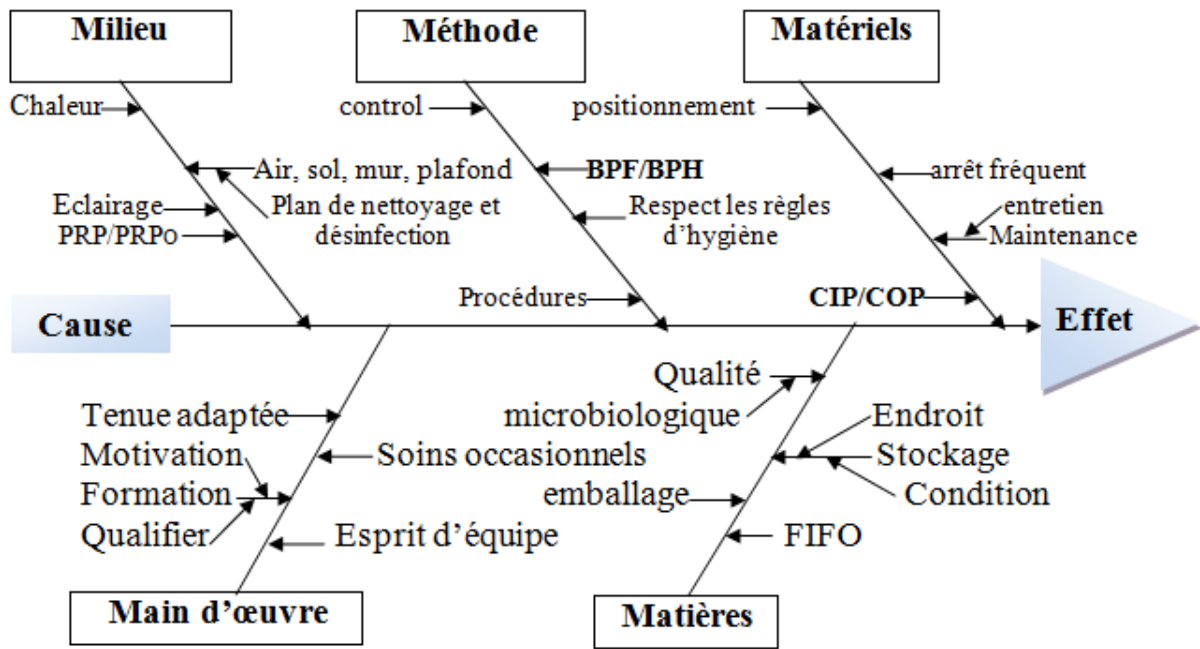 Milieu
Méthode
Matériels
Chaleur
control
positionnement
Air, sol, mur, plafond
BPF/BPH
arrêt fréquent
Eclairage
Plan de nettoyage et
désinfection
Respect les règles
d’hygiène
entretien
PRP/PRPo
Maintenance
Procédures
CIP/COP
Cause
Effet
Qualité
microbiologique
Tenue adaptée
Endroit
Motivation
Soins occasionnels
Stockage
Formation
emballage
Condition
Qualifier
Esprit d’équipe
FIFO
Main d’œuvre
Matières